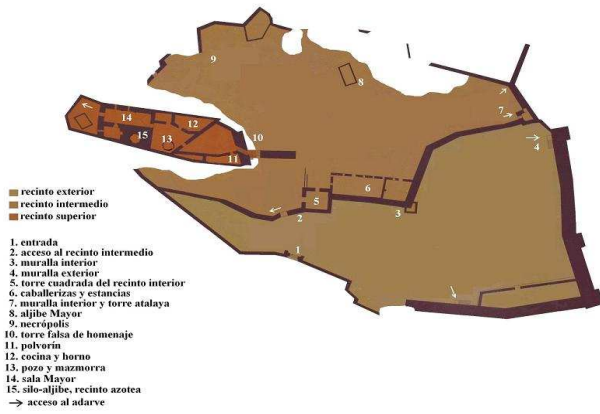 9
8
7
4
14
12
15
13
10
11
6
5
3
2
1
recinto exterior
recinto intermedio
recinto superior
1. entrada
2. acceso al recinto intermedio
3. muralla interior
4. muralla exterior
5. torre cuadrada del recinto interior
6. caballerizas y estancias
7. muralla interior y torre atalaya
8. aljibe Mayor
9. necrópolis
10. torre falsa de homenaje
11. polvorín
12. cocina y horno
13. pozo y mazmorra
14. sala Mayor
15. silo-aljibe, recinto azotea
→ acceso al adarve